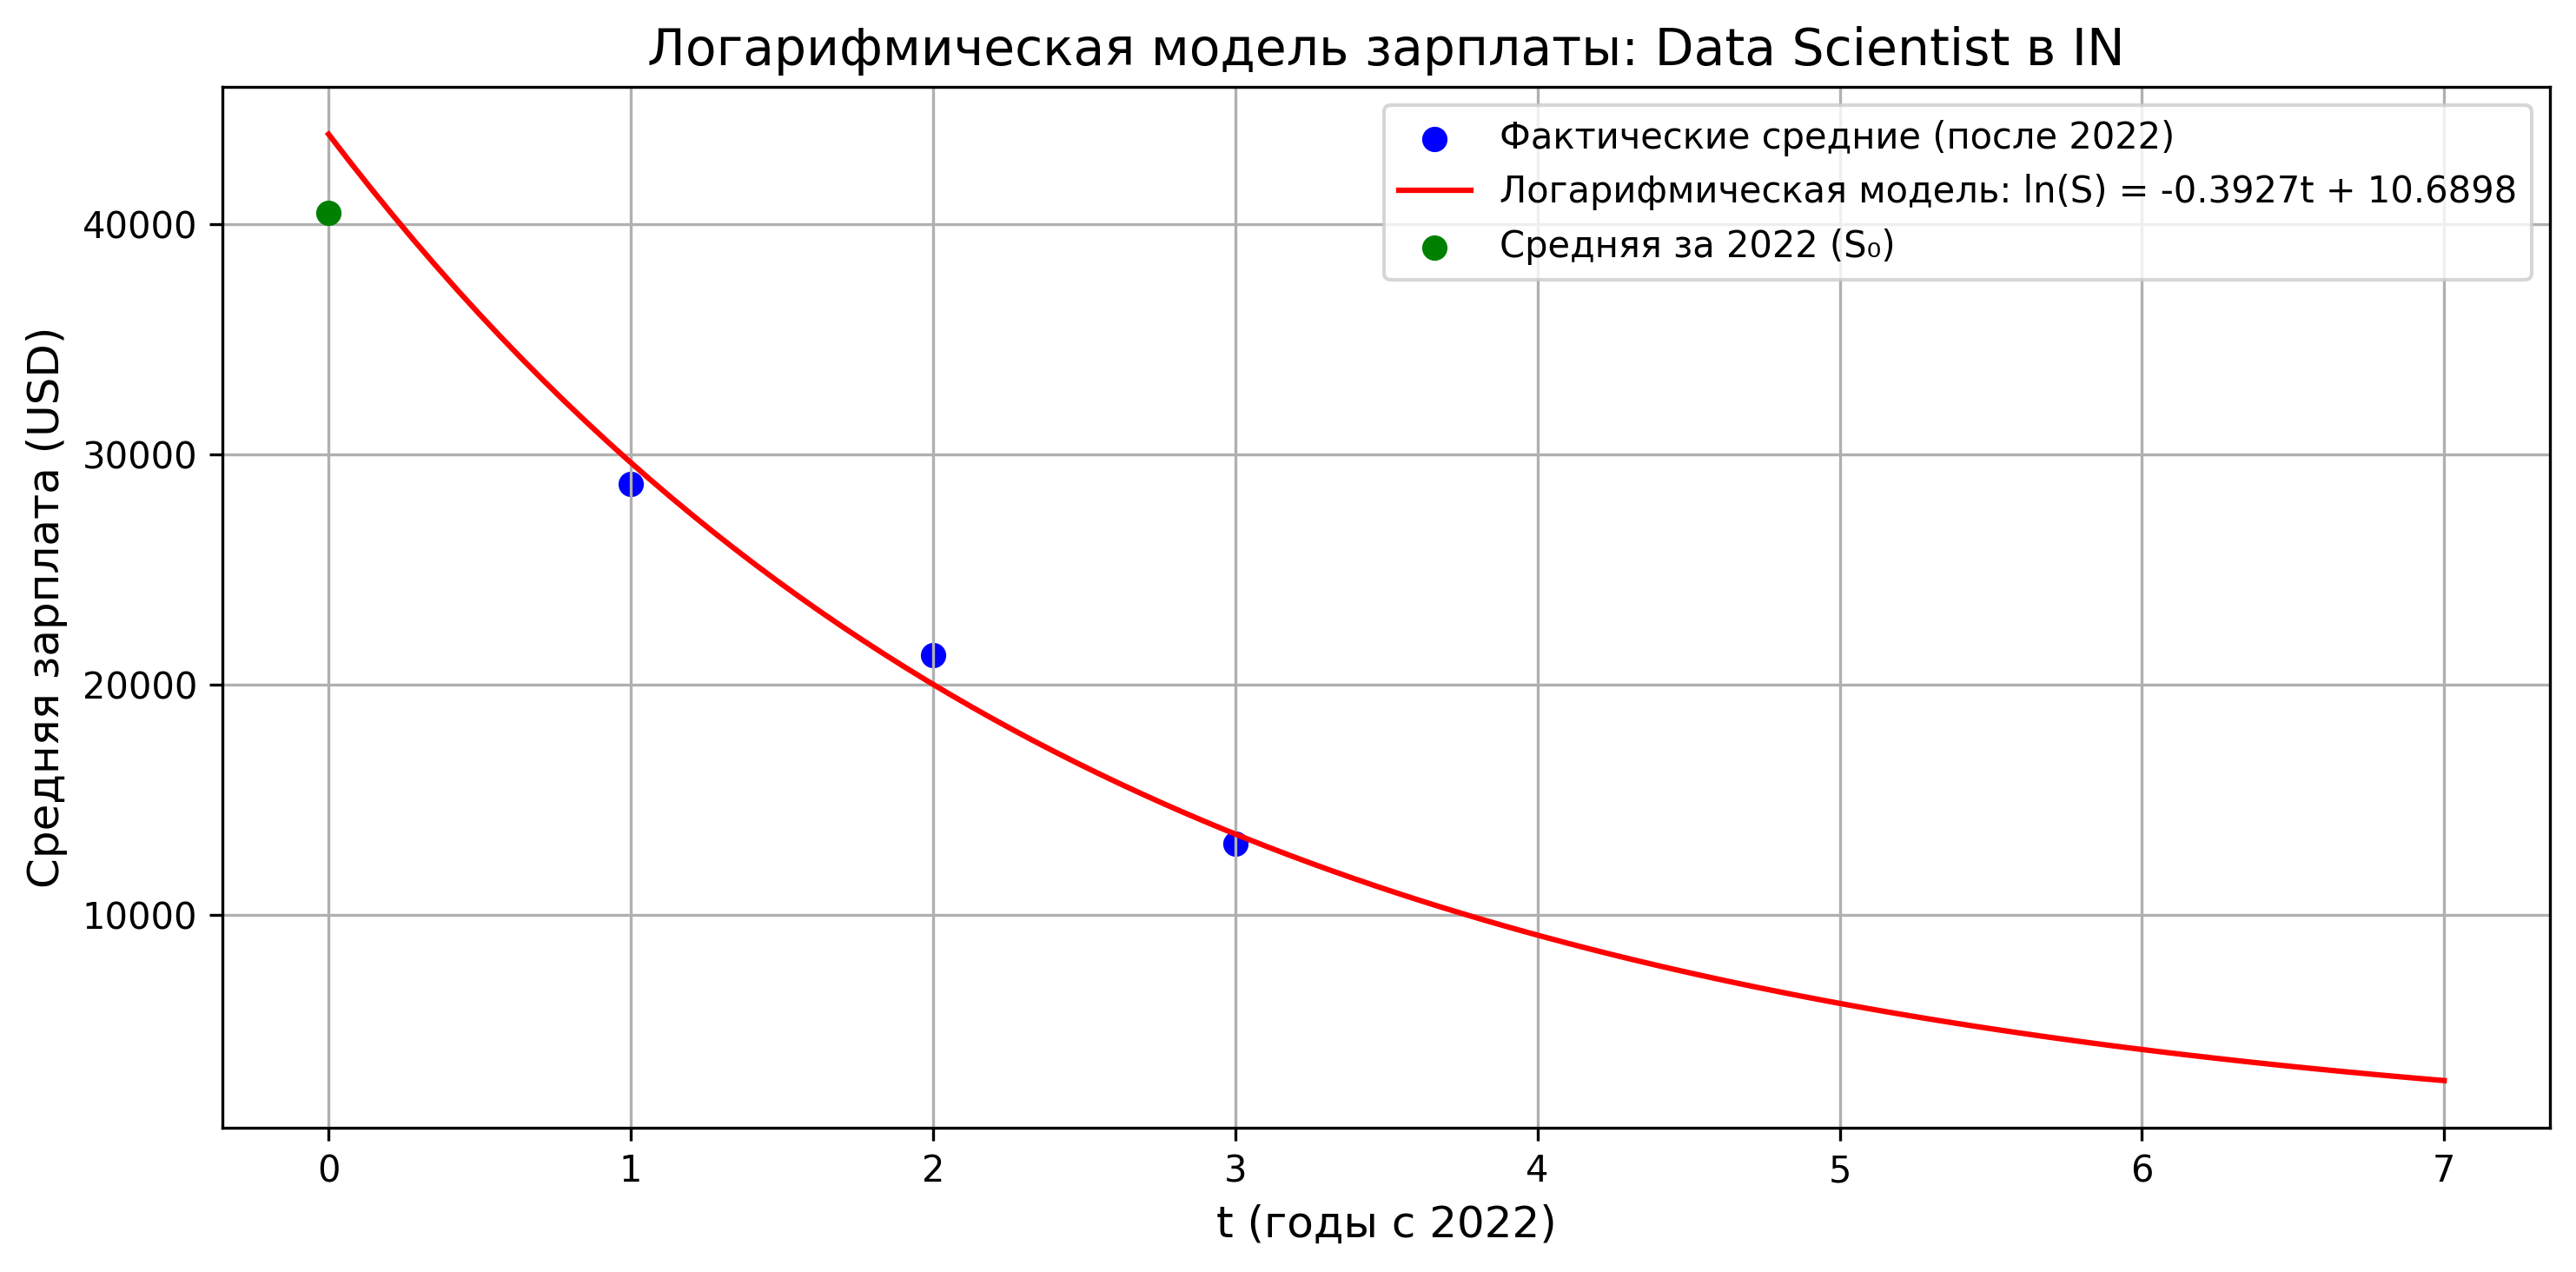 Логарифмическая модель зарплаты: Data Scientist в IN
Фактические средние (после 2022)
Логарифмическая модель: ln(S) = -0.3927t + 10.6898
Средняя за 2022 (S₀)
Средняя зарплата (USD)
40000
30000
20000
10000
0 1 2 3 4 5 6 7
t (годы с 2022)